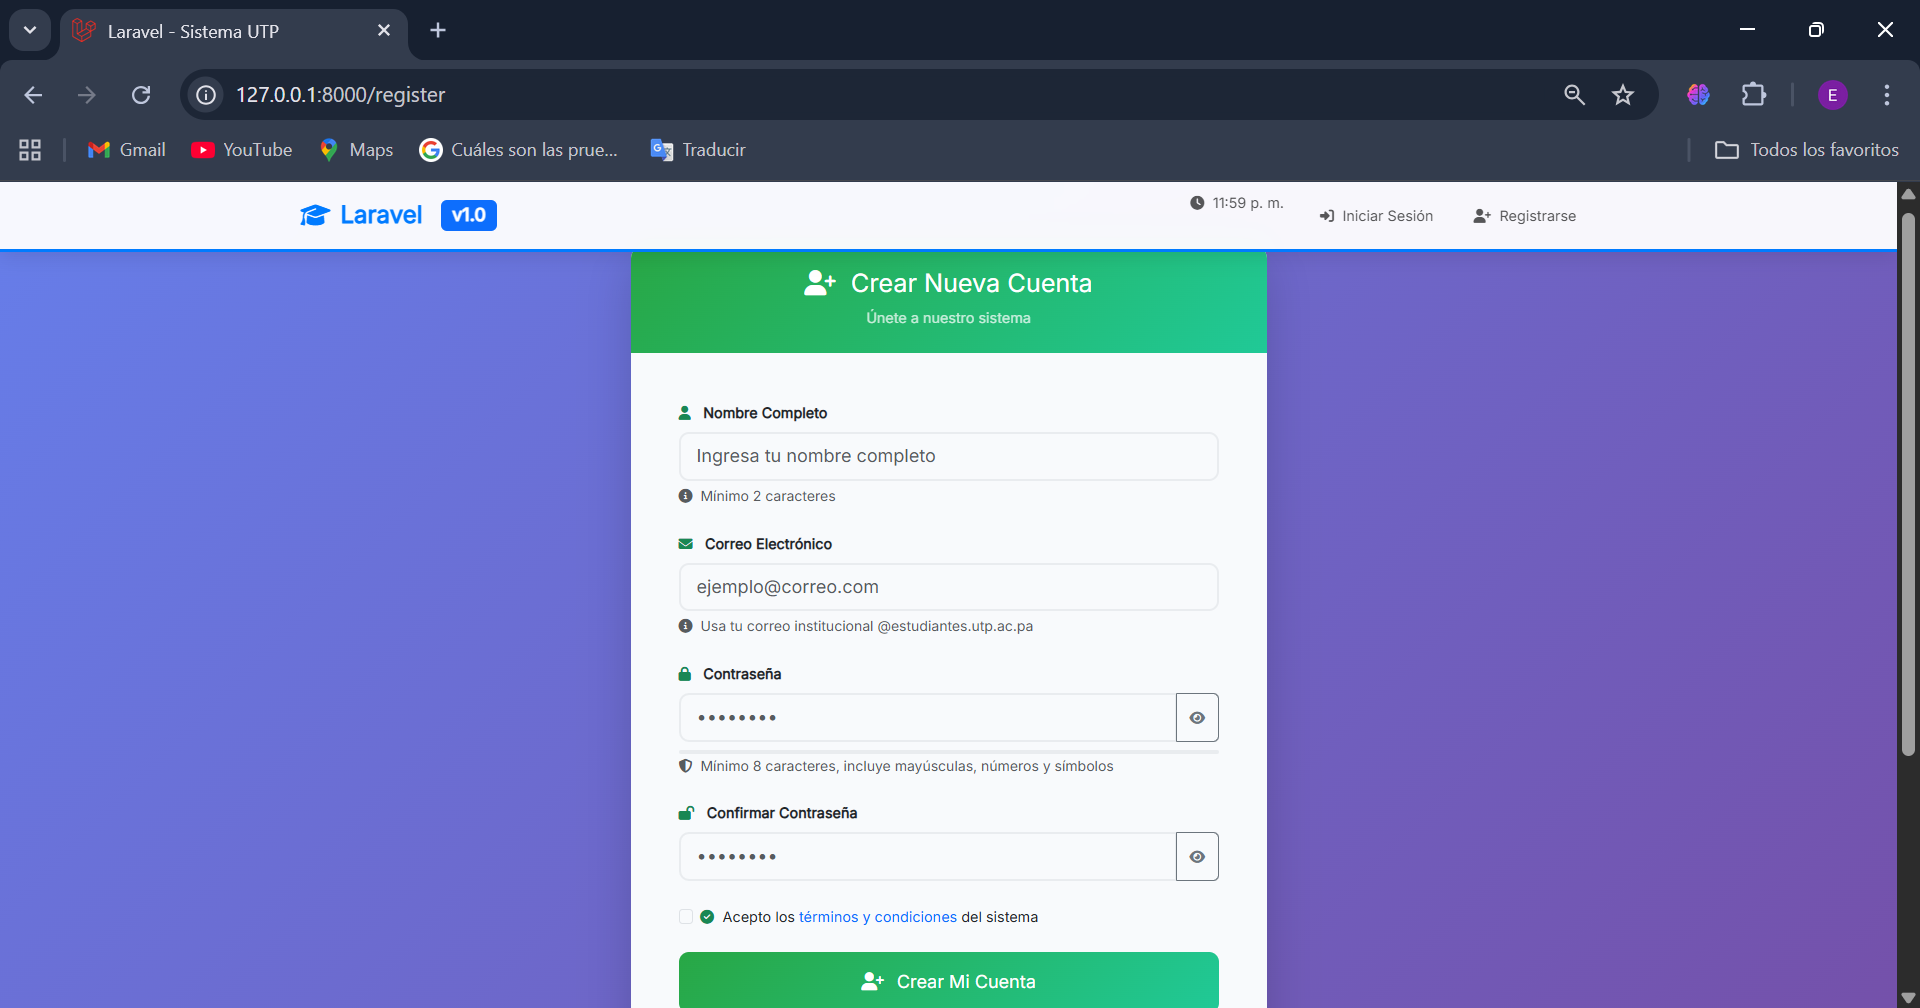 Laravel - Sistema UTP
127.0.0.1:8000/register
E
Gmail
YouTube
Maps
Cuáles son las prue...
Traducir
Todos los favoritos
Laravel v1.0
11:59 p. m.
Iniciar Sesión
Registrarse
Crear Nueva Cuenta
Únete a nuestro sistema
Nombre Completo
Ingresa tu nombre completo
Mínimo 2 caracteres
Correo Electrónico
ejemplo@correo.com
Usa tu correo institucional @estudiantes.utp.ac.pa
Contraseña
••••••••
Mínimo 8 caracteres, incluye mayúsculas, números y símbolos
Confirmar Contraseña
••••••••
Acepto los términos y condiciones del sistema
Crear Mi Cuenta